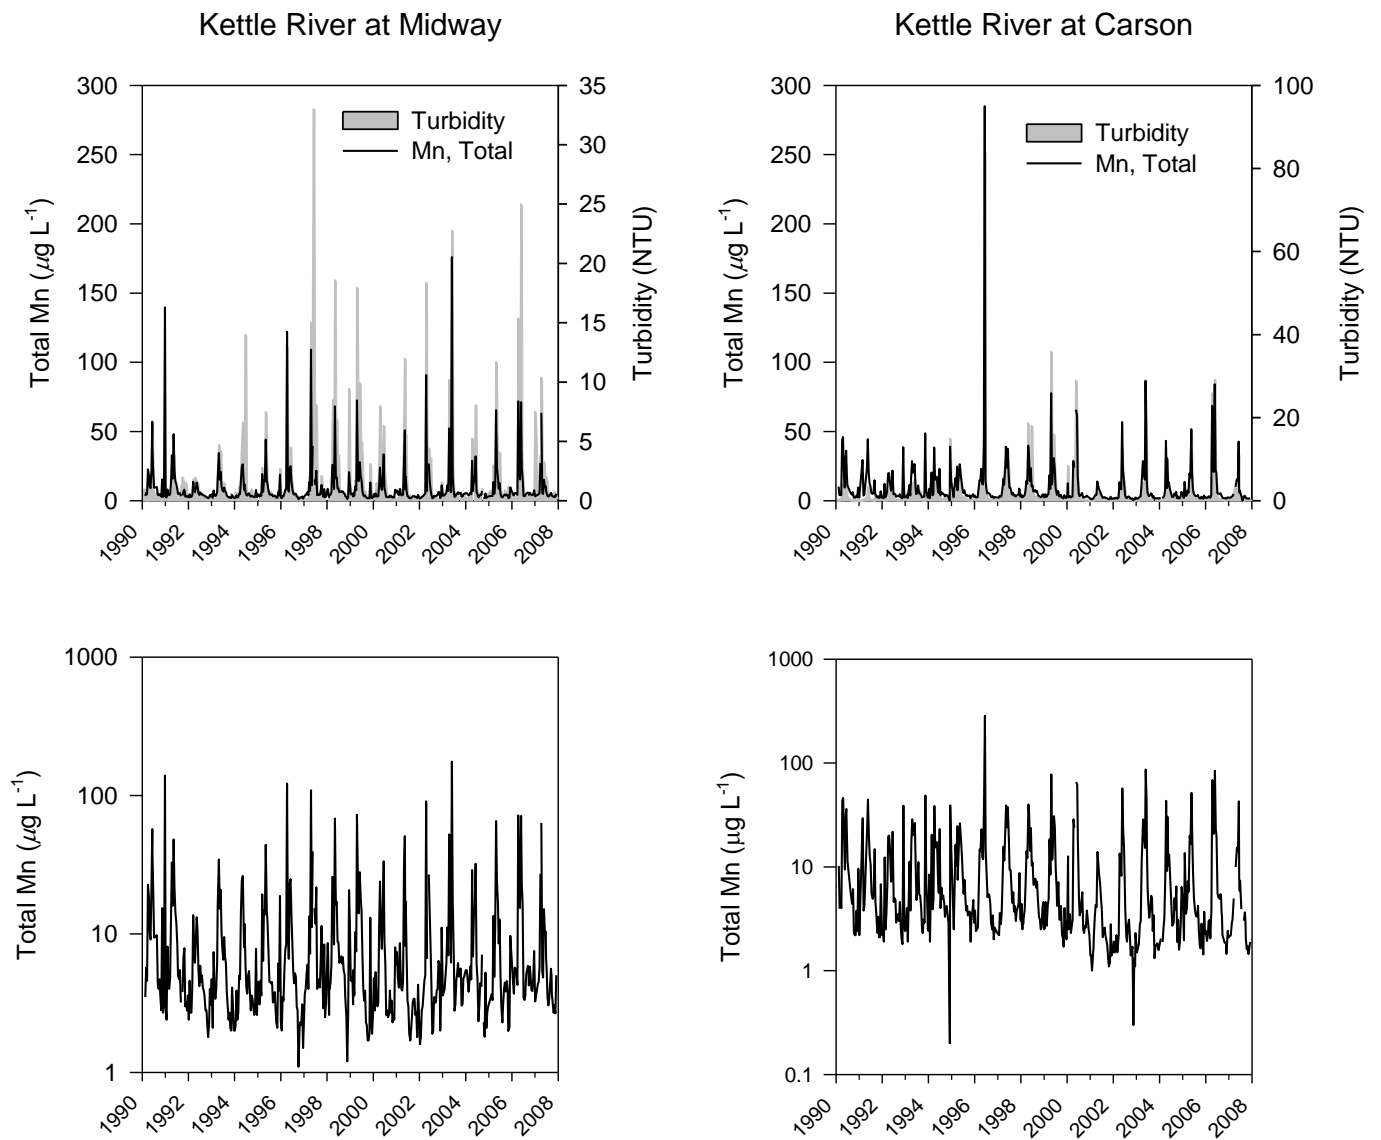 Kettle River at Midway
Kettle River at Carson
300
250
200
150
100
50
0
Total Mn (µg L-1)
35
30
25
20
15
10
5
0
Turbidity (NTU)
Turbidity
Mn, Total
1990 1992 1994 1996 1998 2000 2002 2004 2006 2008
300
250
200
150
100
50
0
Total Mn (µg L-1)
100
80
60
40
20
0
Turbidity (NTU)
Turbidity
Mn, Total
1990 1992 1994 1996 1998 2000 2002 2004 2006 2008
1000
100
10
1
Total Mn (µg L-1)
1990 1992 1994 1996 1998 2000 2002 2004 2006 2008
1000
100
10
1
0.1
Total Mn (µg L-1)
1990 1992 1994 1996 1998 2000 2002 2004 2006 2008